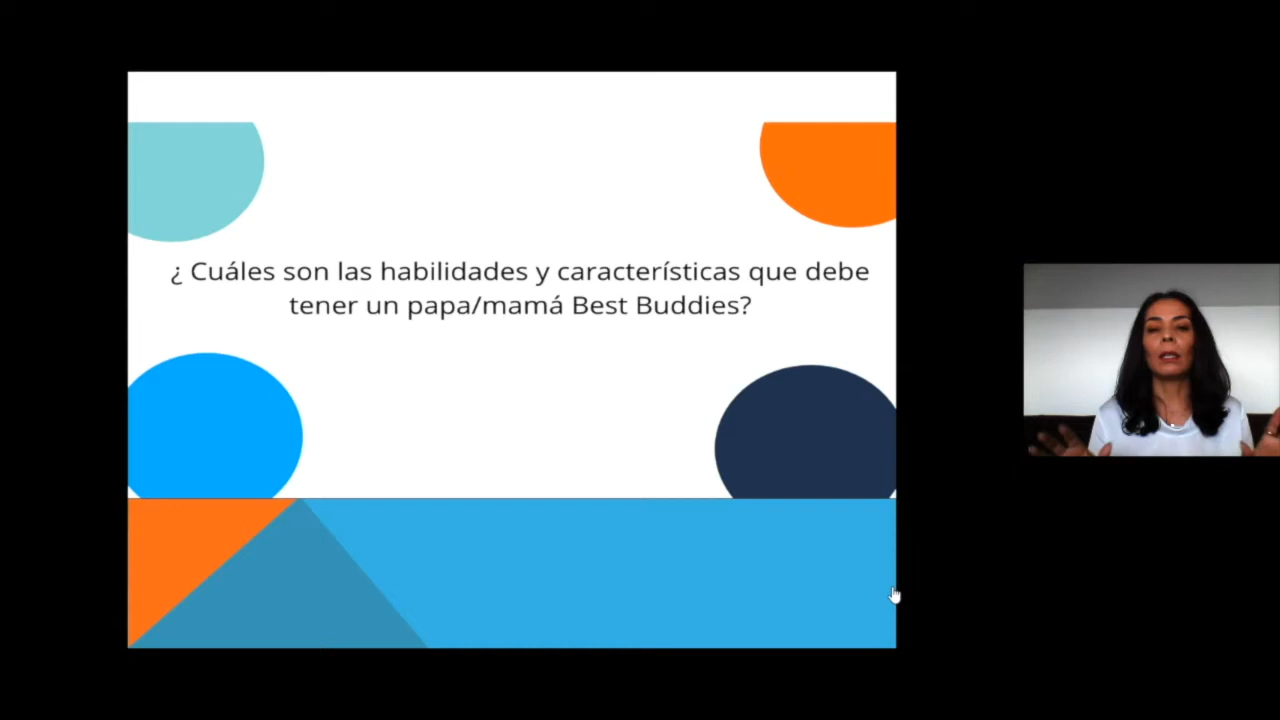 ¿ Cuáles son las habilidades y características que debe
tener un papa/mamá Best Buddies?